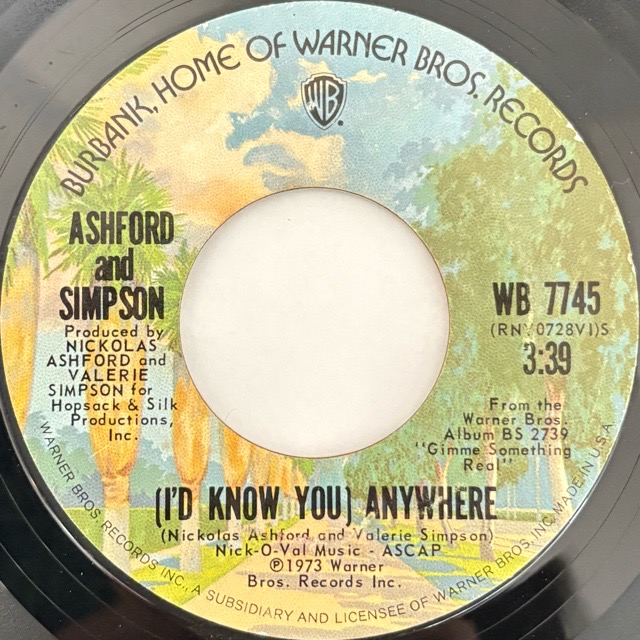 BURBANK, HOME OF WARNER BROS. RECORDS
WB
ASHFORD
and
SIMPSON
Produced by
NICKOLAS
ASHFORD and
VALERIE
SIMPSON for
Hopsack & Silk
Productions,
Inc.
WB 7745
(RNY0728V1)S
3:39
From the
Warner Bros.
Album BS 2739
"Gimme Something
Real"
(I'D KNOW YOU) ANYWHERE
(Nickolas Ashford and Valerie Simpson)
Nick-O-Val Music - ASCAP
℗1973 Warner
Bros. Records Inc.
WARNER BROS. RECORDS INC., A SUBSIDIARY AND LICENSEE OF WARNER BROS. INC. MADE IN U.S.A.